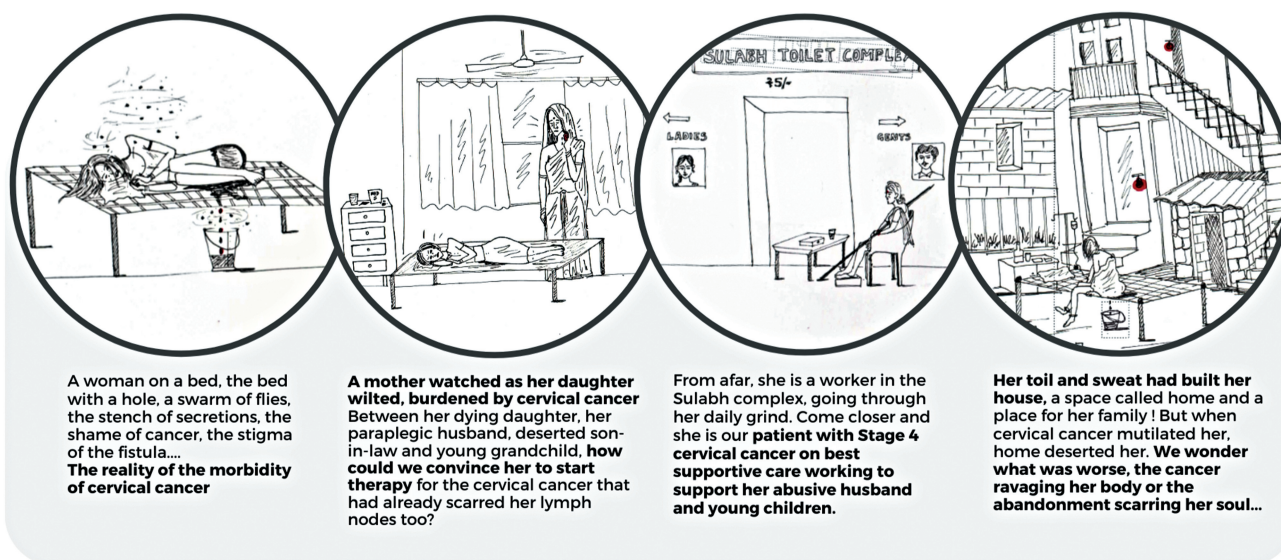 SULABH TOILET COMPLEX
₹5/-
LADIES
GENTS
A woman on a bed, the bed
with a hole, a swarm of flies,
the stench of secretions, the
shame of cancer, the stigma
of the fistula....
The reality of the morbidity
of cervical cancer
A mother watched as her daughter
wilted, burdened by cervical cancer
Between her dying daughter, her
paraplegic husband, deserted son-
in-law and young grandchild, how
could we convince her to start
therapy for the cervical cancer that
had already scarred her lymph
nodes too?
From afar, she is a worker in the
Sulabh complex, going through
her daily grind. Come closer and
she is our patient with Stage 4
cervical cancer on best
supportive care working to
support her abusive husband
and young children.
Her toil and sweat had built her
house, a space called home and a
place for her family ! But when
cervical cancer mutilated her,
home deserted her. We wonder
what was worse, the cancer
ravaging her body or the
abandonment scarring her soul...